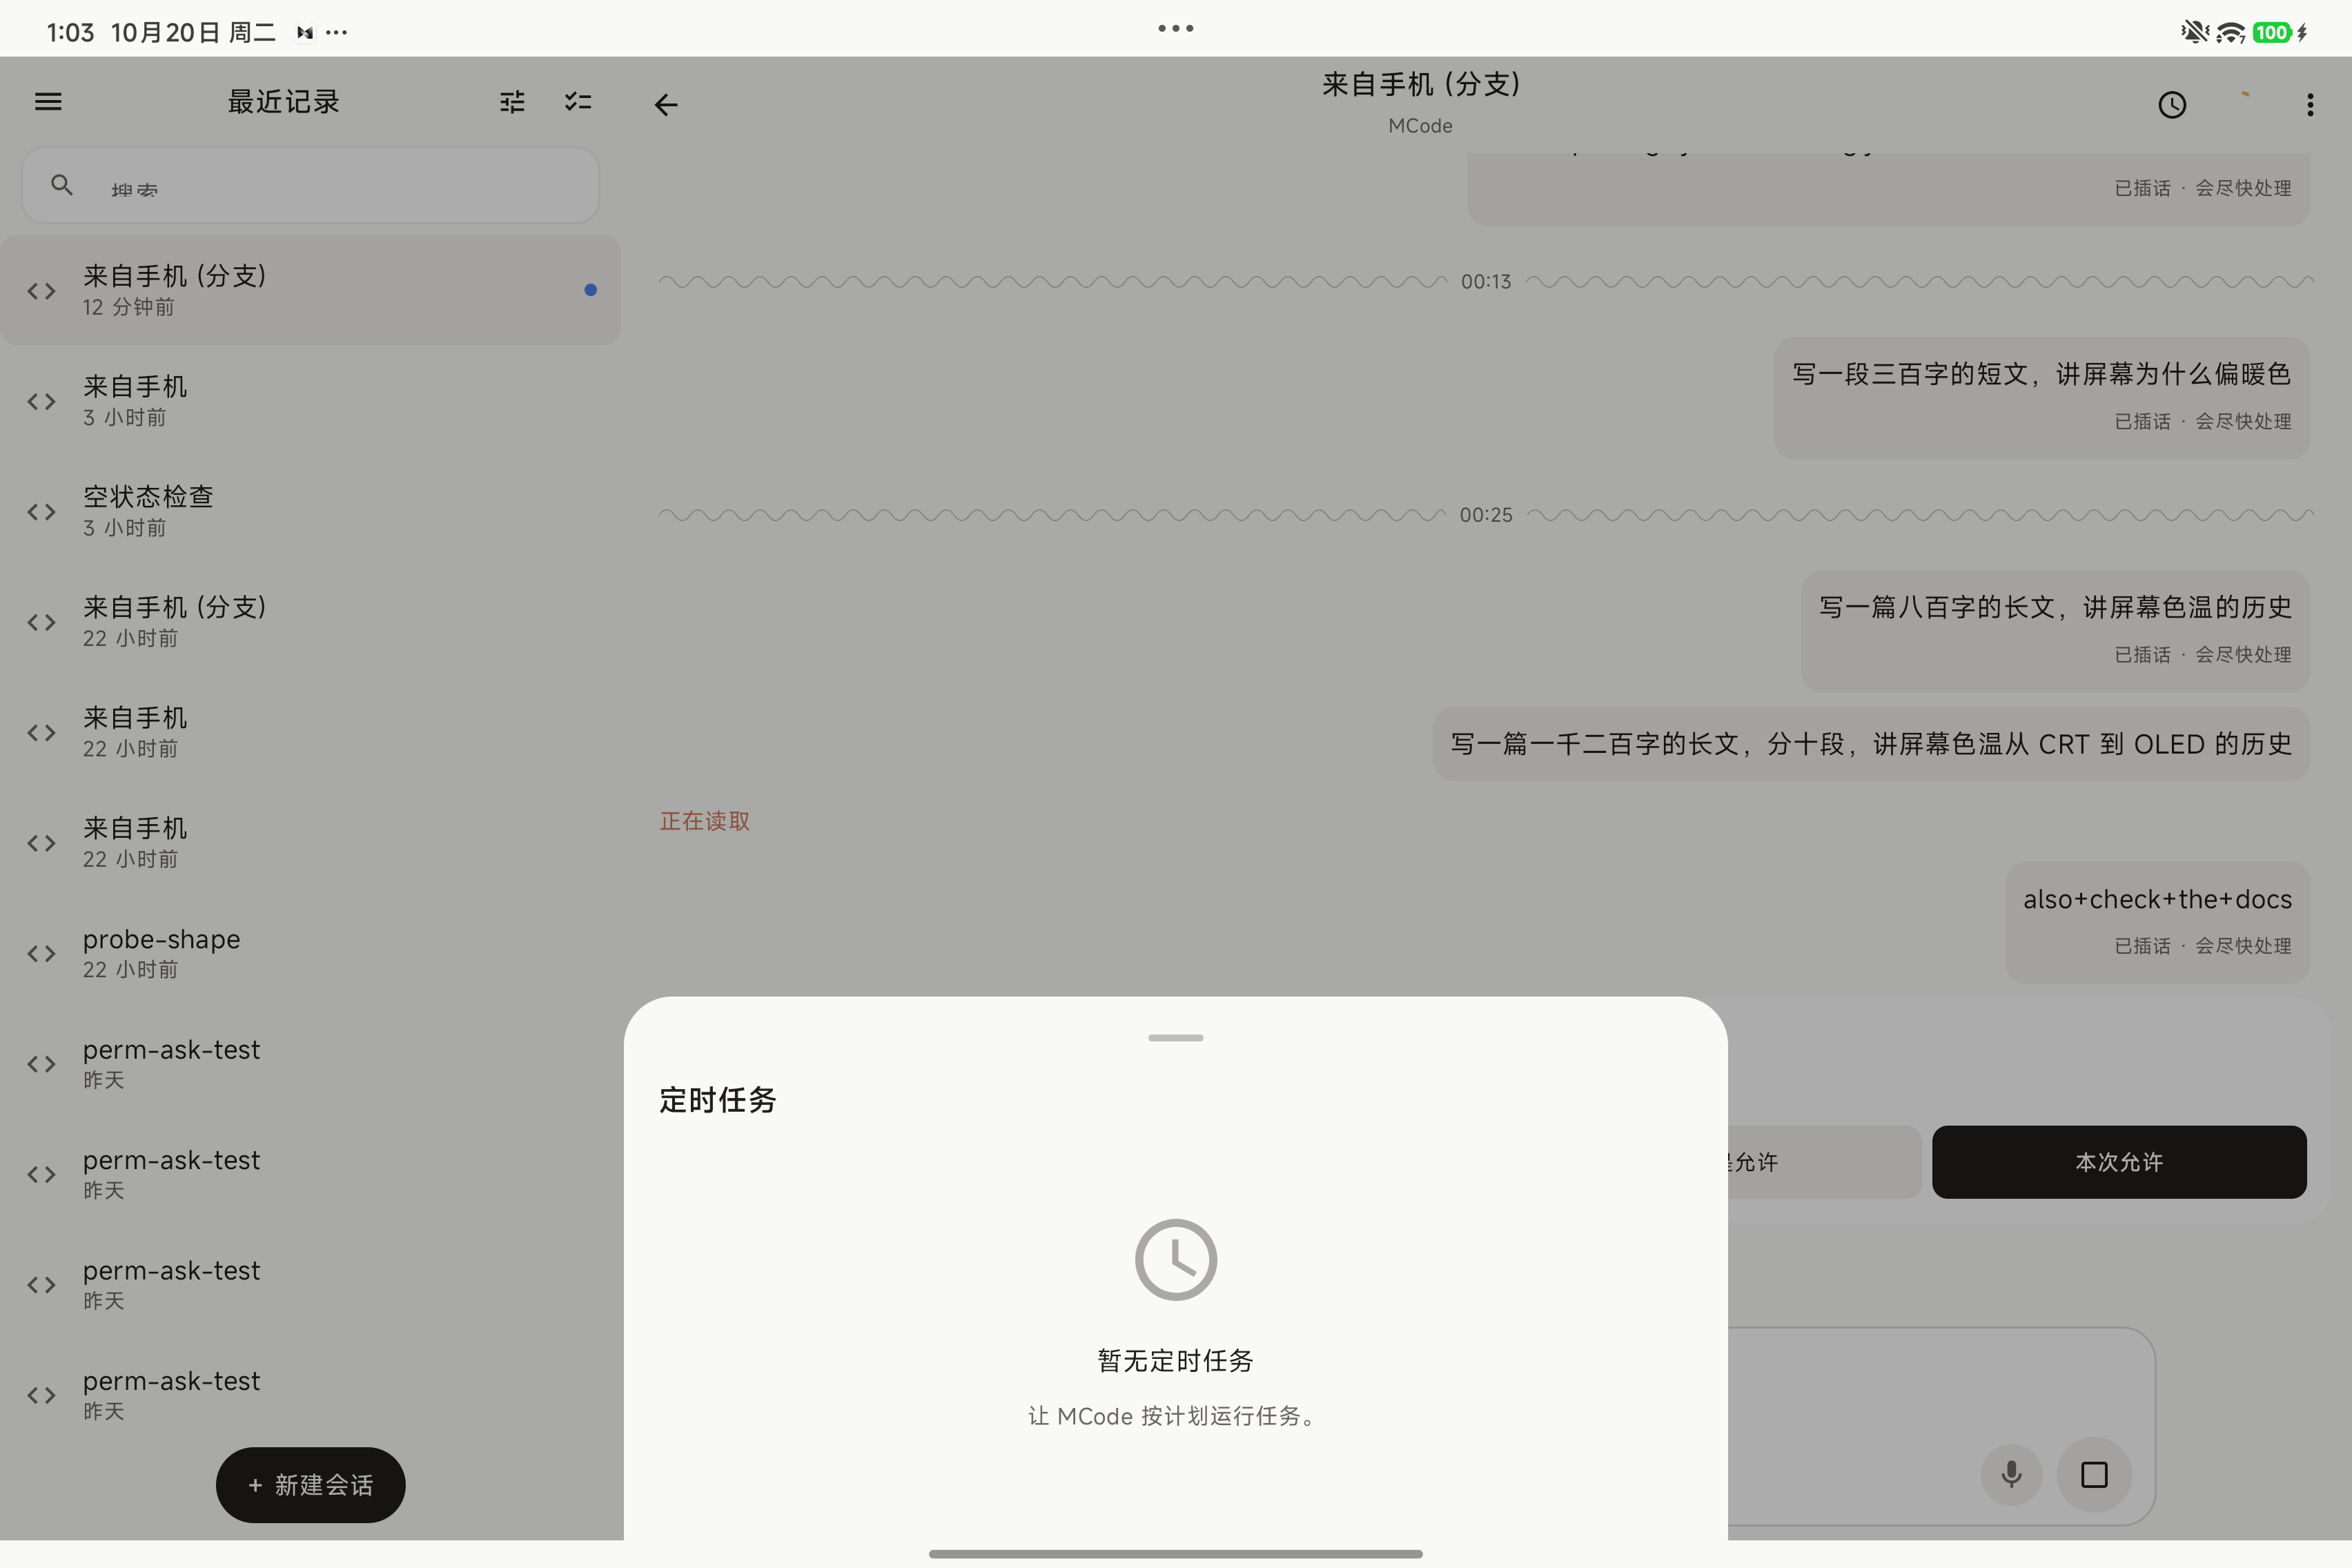 1:03 10月20日 周二
100
最近记录
搜索
来自手机 (分支)
12 分钟前
来自手机
3 小时前
空状态检查
3 小时前
来自手机 (分支)
22 小时前
来自手机
22 小时前
来自手机
22 小时前
probe-shape
22 小时前
perm-ask-test
昨天
perm-ask-test
昨天
perm-ask-test
昨天
perm-ask-test
昨天
+ 新建会话
来自手机 (分支)
MCode
已插话 · 会尽快处理
00:13
写一段三百字的短文，讲屏幕为什么偏暖色
已插话 · 会尽快处理
00:25
写一篇八百字的长文，讲屏幕色温的历史
已插话 · 会尽快处理
写一篇一千二百字的长文，分十段，讲屏幕色温从 CRT 到 OLED 的历史
正在读取
also+check+the+docs
已插话 · 会尽快处理
允许
本次允许
定时任务
暂无定时任务
让 MCode 按计划运行任务。